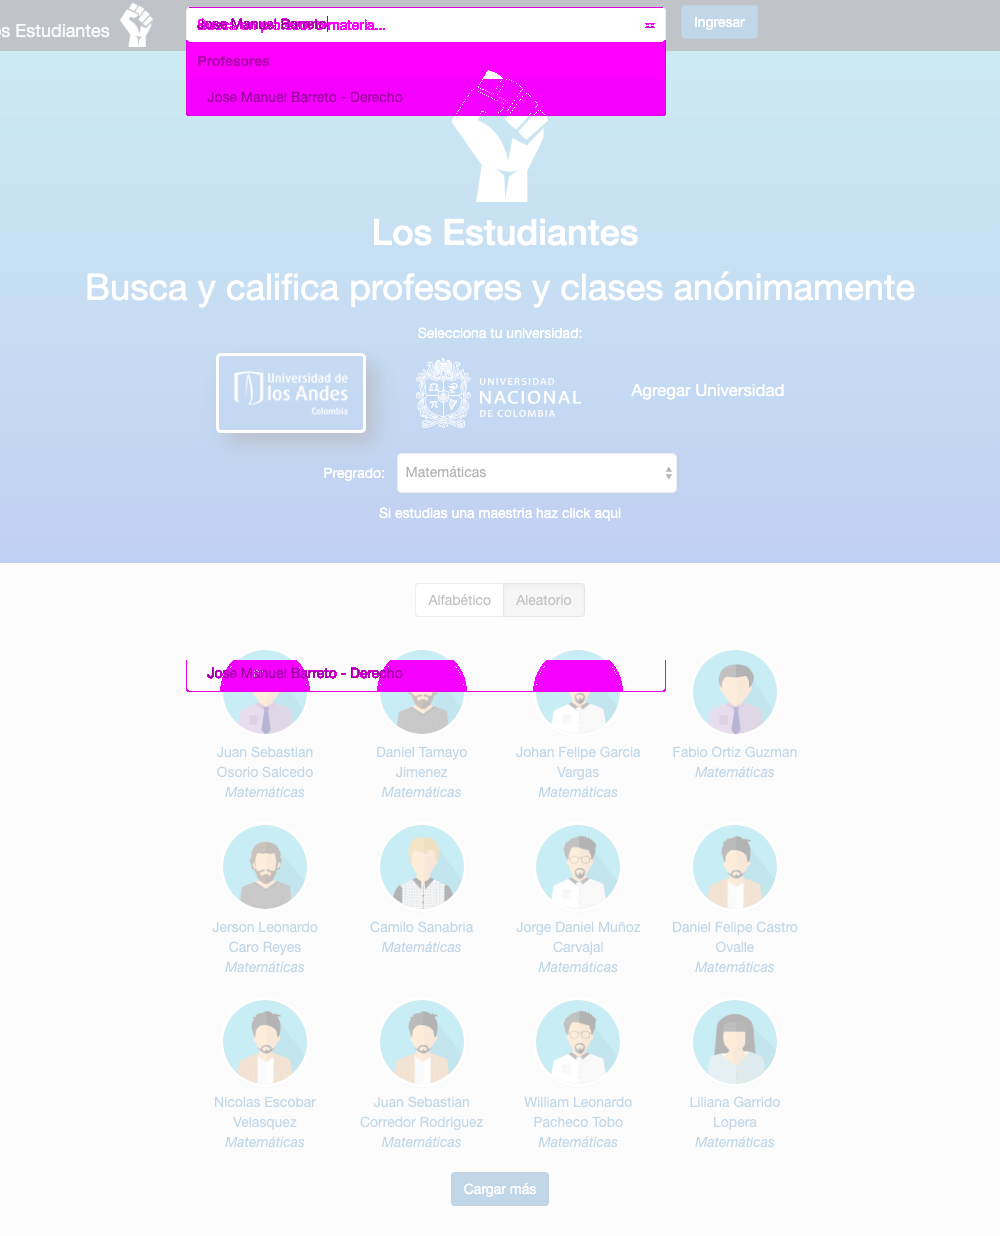 os Estudiantes
Jose Manuel Barreto
Busca un profesor o materia...
Ingresar
Profesores
Jose Manuel Barreto - Derecho
Los Estudiantes
Busca y califica profesores y clases anónimamente
Selecciona tu universidad:
Universidad de
los Andes
Colombia
UNIVERSIDAD
NACIONAL
DE COLOMBIA
Agregar Universidad
Pregrado:
Matemáticas
Si estudias una maestria haz click aqui
Alfabético
Aleatorio
Jose Manuel Barreto - Derecho
Juan Sebastian
Osorio Salcedo
Matemáticas
Daniel Tamayo
Jimenez
Matemáticas
Johan Felipe Garcia
Vargas
Matemáticas
Fabio Ortiz Guzman
Matemáticas
Jerson Leonardo
Caro Reyes
Matemáticas
Camilo Sanabria
Matemáticas
Jorge Daniel Muñoz
Carvajal
Matemáticas
Daniel Felipe Castro
Ovalle
Matemáticas
Nicolas Escobar
Velasquez
Matemáticas
Juan Sebastian
Corredor Rodriguez
Matemáticas
William Leonardo
Pacheco Tobo
Matemáticas
Liliana Garrido
Lopera
Matemáticas
Cargar más